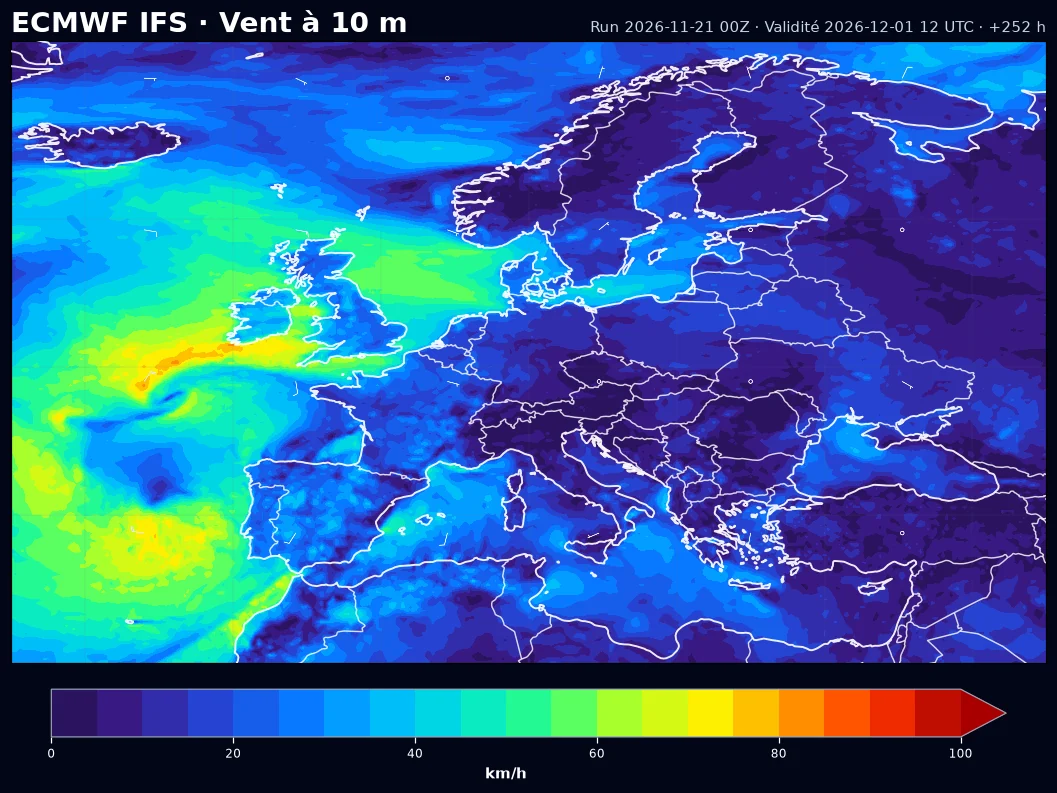 ECMWF IFS · Vent à 10 m
Run 2026-11-21 00Z · Validité 2026-12-01 12 UTC · +252 h
0 20 40 60 80 100
km/h